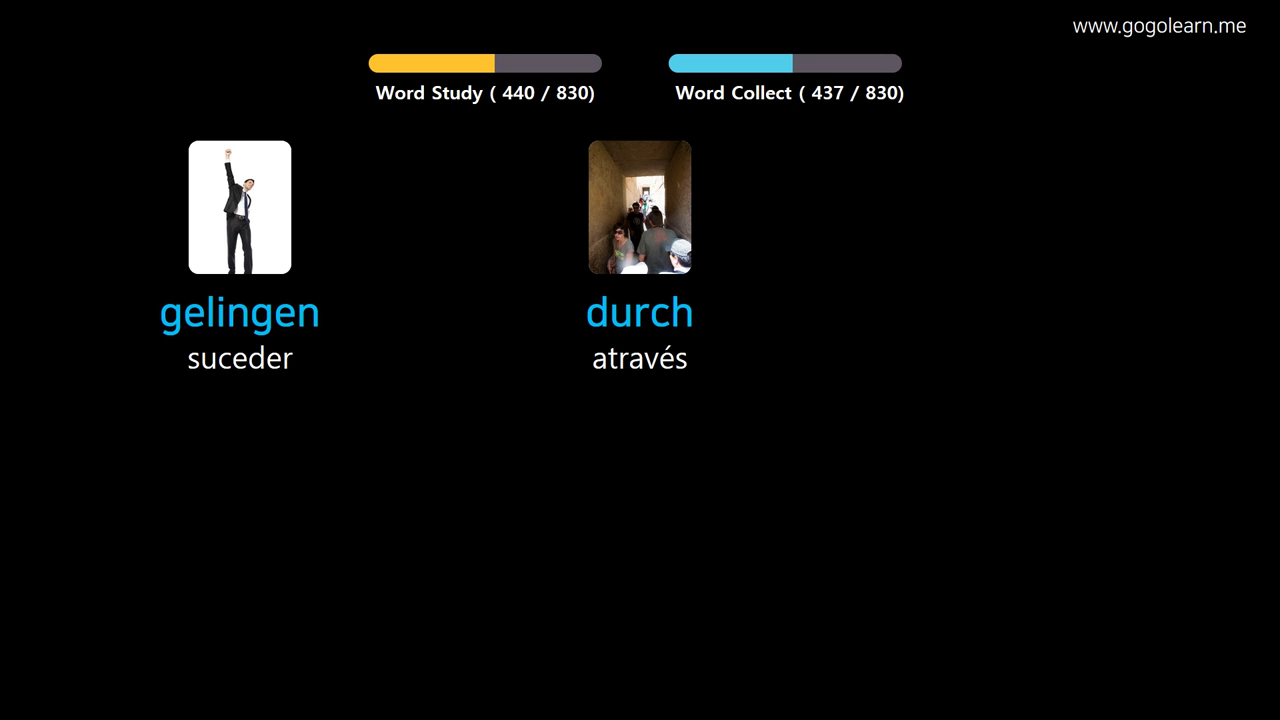 www.gogolearn.me
Word Study ( 440 / 830)
Word Collect ( 437 / 830)
gelingen
suceder
durch
através